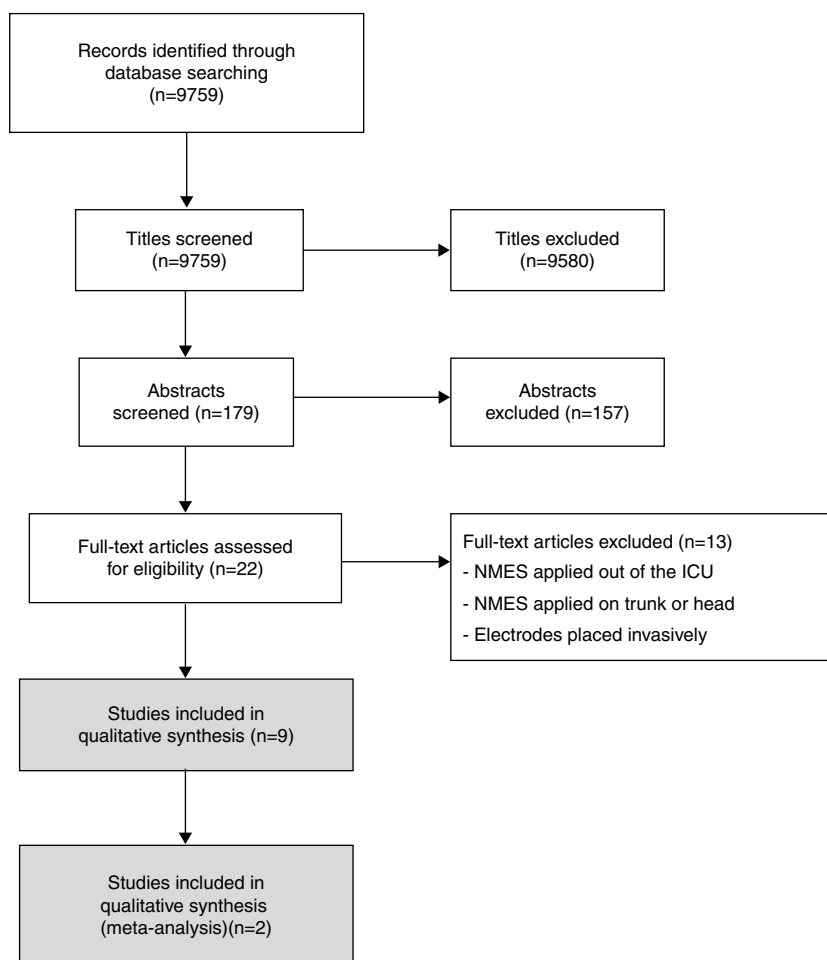 Records identified through
database searching
(n=9759)
Titles screened
(n=9759)
Titles excluded
(n=9580)
Abstracts
screened (n=179)
Abstracts
excluded (n=157)
Full-text articles assessed
for eligibility (n=22)
Full-text articles excluded (n=13)
- NMES applied out of the ICU
- NMES applied on trunk or head
- Electrodes placed invasively
Studies included in
qualitative synthesis (n=9)
Studies included in
qualitative synthesis
(meta-analysis)(n=2)